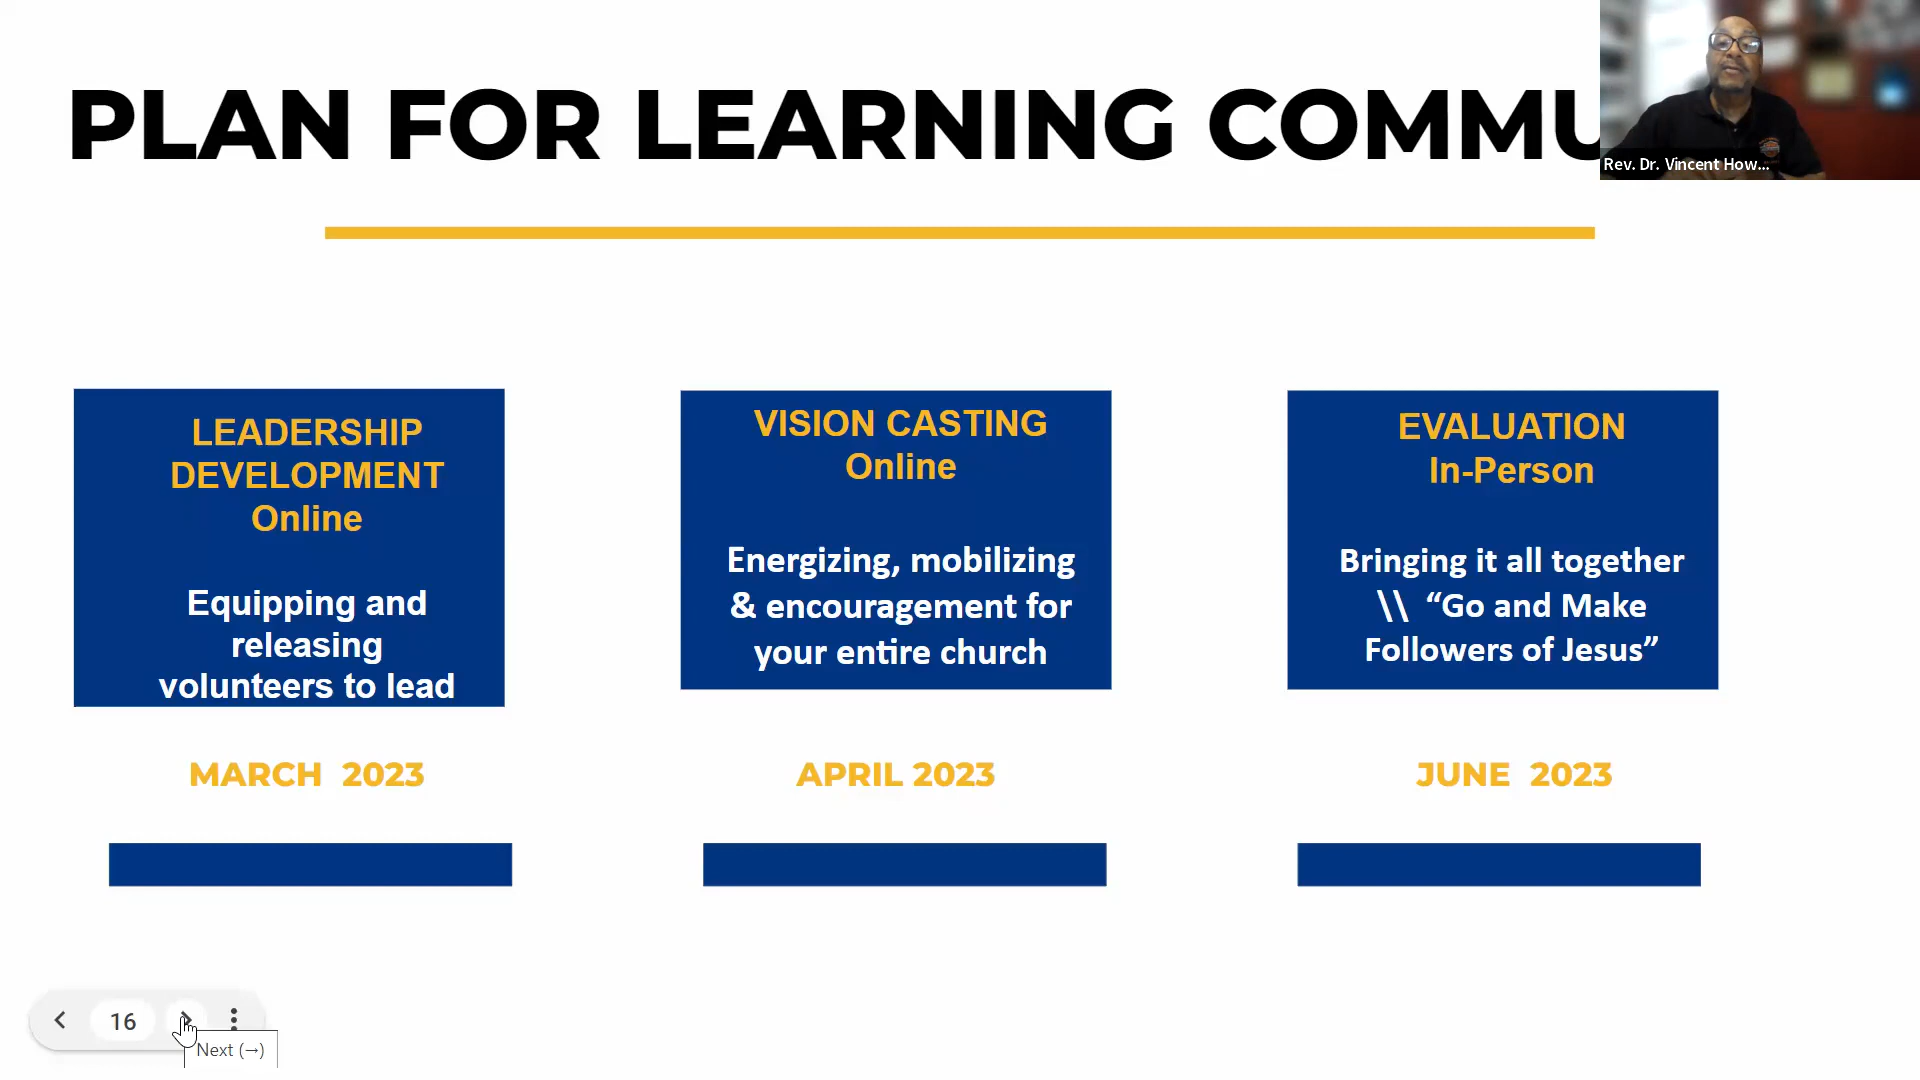 PLAN FOR LEARNING COMMU
Rev. Dr. Vincent How...
LEADERSHIP
DEVELOPMENT
Online
Equipping and
releasing
volunteers to lead
MARCH 2023
VISION CASTING
Online
Energizing, mobilizing
& encouragement for
your entire church
APRIL 2023
EVALUATION
In-Person
Bringing it all together
\\ “Go and Make
Followers of Jesus”
JUNE 2023
16
Next (→)